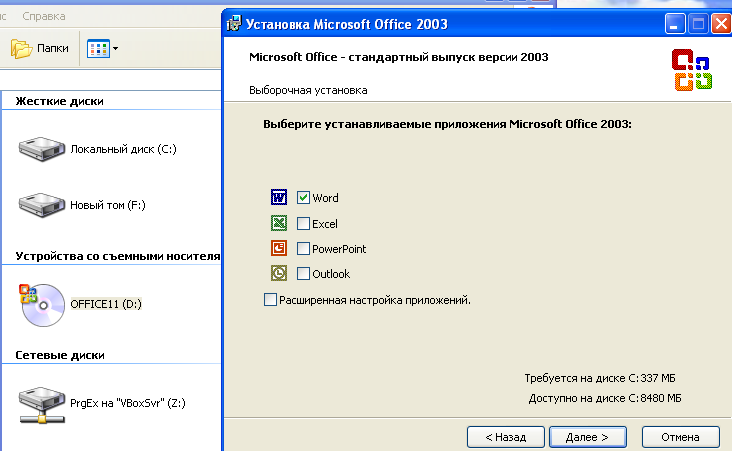 Справка
Папки
Жесткие диски
Локальный диск (C:)
Новый том (F:)
Устройства со съемными носителя
OFFICE11 (D:)
Сетевые диски
PrgEx на "VBoxSvr" (Z:)
Установка Microsoft Office 2003
Microsoft Office - стандартный выпуск версии 2003
Выборочная установка
Выберите устанавливаемые приложения Microsoft Office 2003:
Word
Excel
PowerPoint
Outlook
Расширенная настройка приложений.
Требуется на диске C: 337 МБ
Доступно на диске C: 8480 МБ
< Назад
Далее >
Отмена